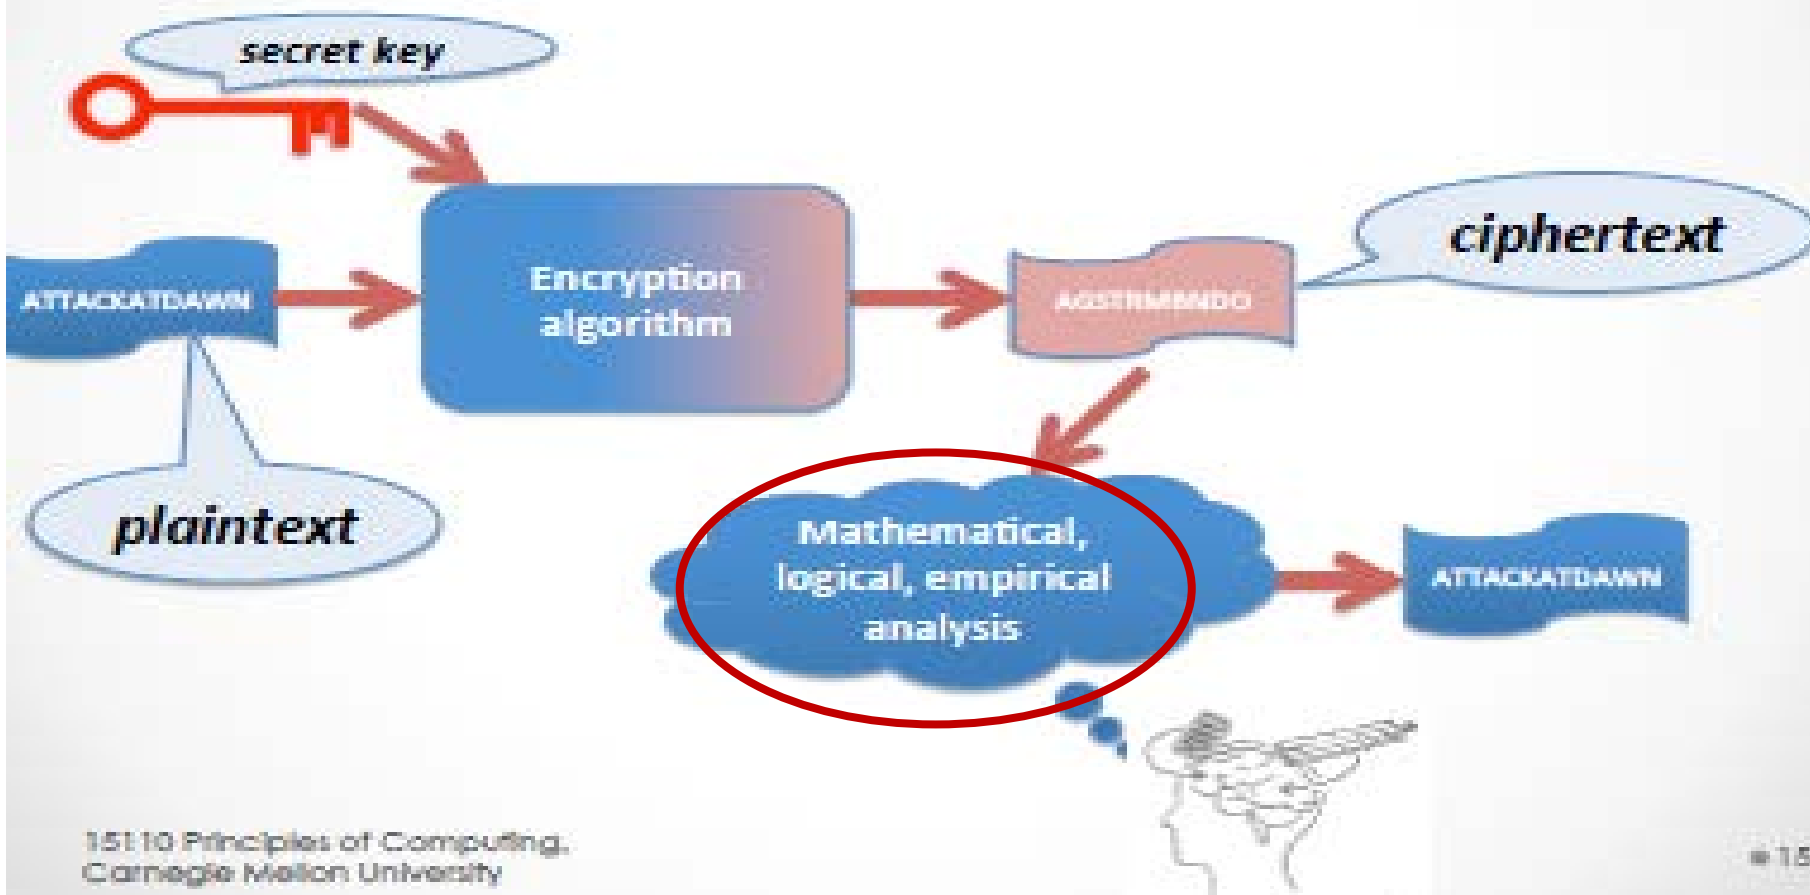 secret key
ATTACKATDAWN
Encryption
algorithm
AGSTRMBNDO
ciphertext
plaintext
Mathematical,
logical, empirical
analysis
ATTACKATDAWN
15110 Principles of Computing,
Carnegie Mellon University
15